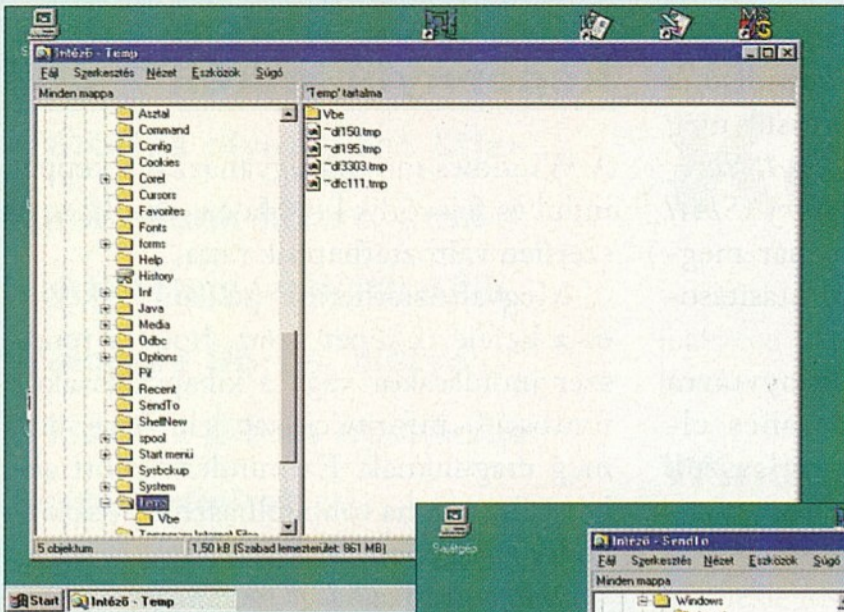 Intéző - Temp
Fájl Szerkesztés Nézet Eszközök Súgó
Minden mappa
'Temp' tartalma
Asztal
Command
Config
Cookies
Corel
Cursors
Favorites
Fonts
forms
Help
History
Inf
Java
Media
Odbc
Options
Pif
Recent
SendTo
ShellNew
spool
Start menü
Sysbckup
System
Temp
Vbe
Temporary Internet Files
Vbe
~df150.tmp
~df195.tmp
~df3303.tmp
~dfc111.tmp
5 objektum
1,50 kB (Szabad lemezterület: 861 MB)
Start
Intéző - Temp
Sajátgép
Intéző - SendTo
Fájl Szerkesztés Nézet Eszközök Súgó
Minden mappa
Windows